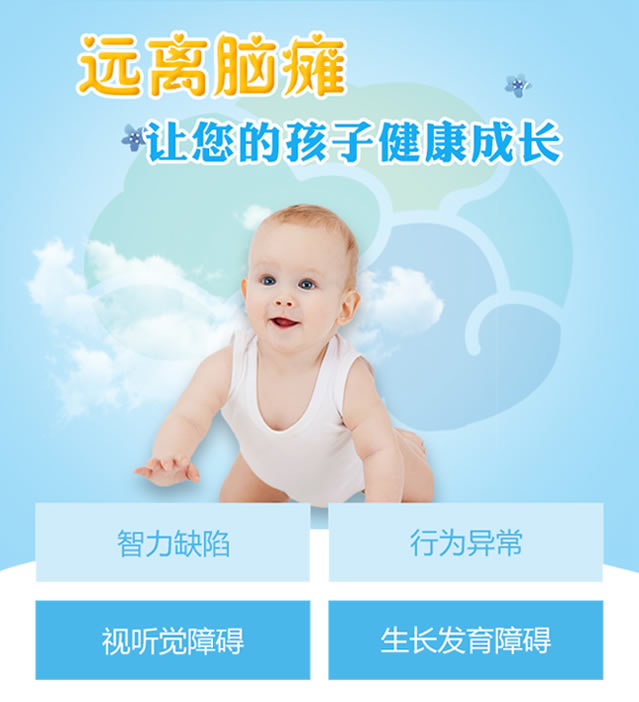 远离脑瘫
让您的孩子健康成长
智力缺陷
行为异常
视听觉障碍
生长发育障碍